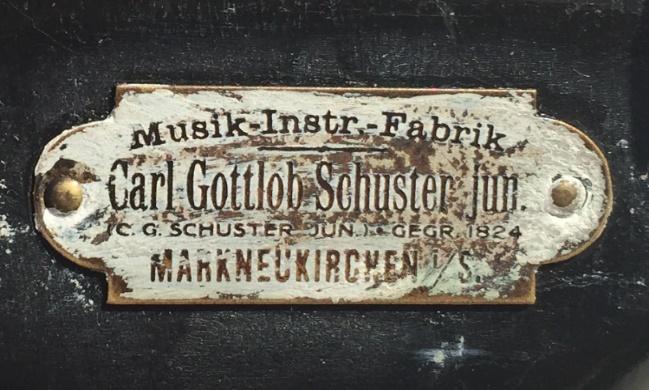 Musik-Instr.-Fabrik
Carl Gottlob Schuster jun.
(C. G. SCHUSTER JUN.) • GEGR. 1824
MARKNEUKIRCHEN i/S.